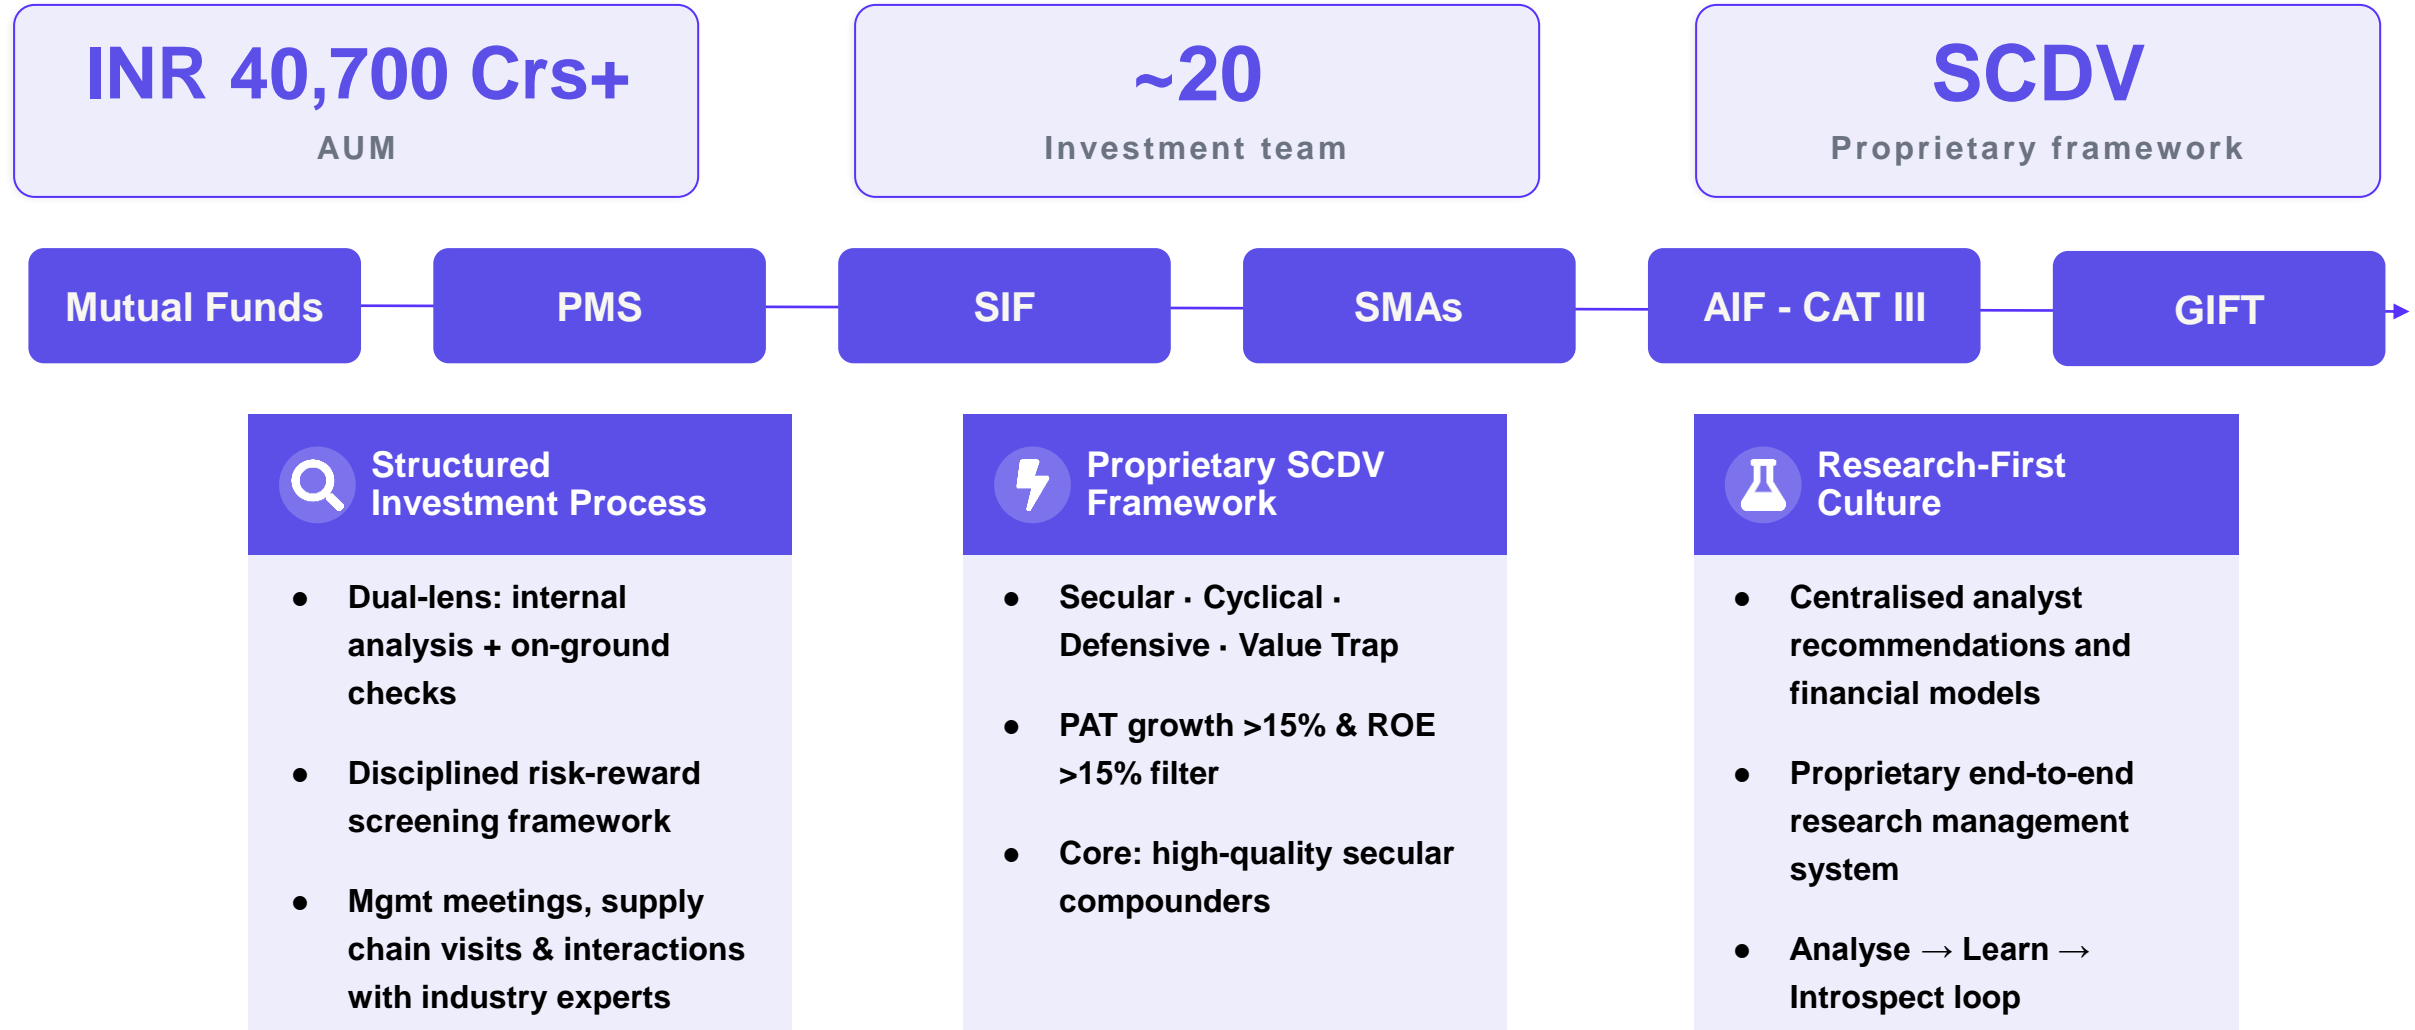 INR 40,700 Crs+
AUM
~20
Investment team
SCDV
Proprietary framework
Mutual Funds
PMS
SIF
SMAs
AIF - CAT III
GIFT
Structured
Investment Process
● Dual-lens: internal
analysis + on-ground
checks
● Disciplined risk-reward
screening framework
● Mgmt meetings, supply
chain visits & interactions
with industry experts
Proprietary SCDV
Framework
● Secular · Cyclical ·
Defensive · Value Trap
● PAT growth >15% & ROE
>15% filter
● Core: high-quality secular
compounders
Research-First
Culture
● Centralised analyst
recommendations and
financial models
● Proprietary end-to-end
research management
system
● Analyse → Learn →
Introspect loop